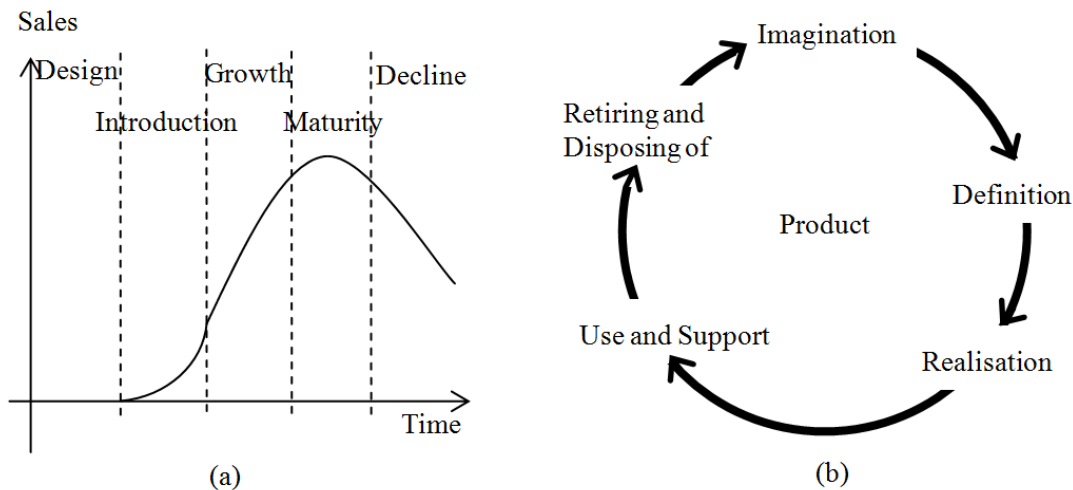 Sales
Design
Growth
Decline
Introduction
Maturity
Time
(a)
Imagination
Retiring and
Disposing of
Definition
Product
Use and Support
Realisation
(b)